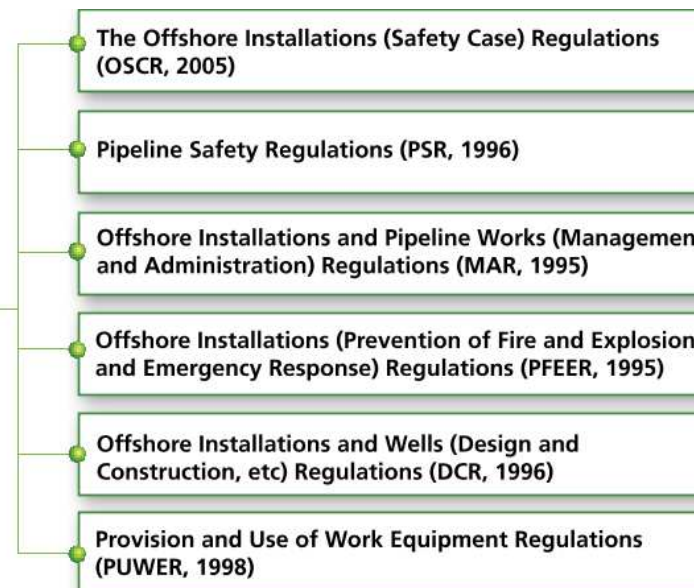 The Offshore Installations (Safety Case) Regulations
(OSCR, 2005)
Pipeline Safety Regulations (PSR, 1996)
Offshore Installations and Pipeline Works (Managemen
and Administration) Regulations (MAR, 1995)
Offshore Installations (Prevention of Fire and Explosion
and Emergency Response) Regulations (PFEER, 1995)
Offshore Installations and Wells (Design and
Construction, etc) Regulations (DCR, 1996)
Provision and Use of Work Equipment Regulations
(PUWER, 1998)